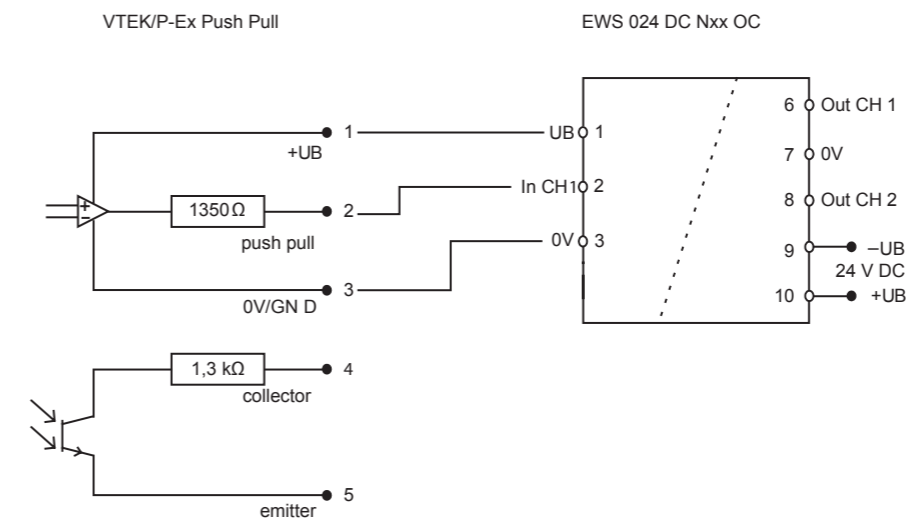 VTEK/P-Ex Push Pull
EWS 024 DC Nxx OC
1
+UB
1350 Ω
2
push pull
3
0V/GN D
1,3 kΩ
4
collector
5
emitter
UB 1
In CH1 2
0V 3
6 Out CH 1
7 0V
8 Out CH 2
9 –UB
24 V DC
10 +UB
+
–